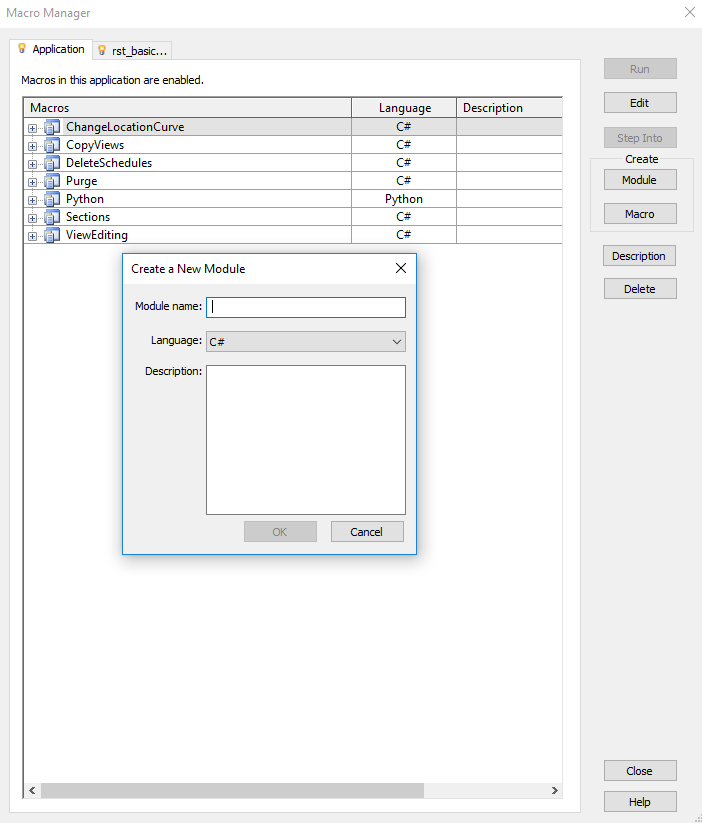 Macro Manager
Application
rst_basic...
Macros in this application are enabled.
Macros Language Description
ChangeLocationCurve C#
CopyViews C#
DeleteSchedules C#
Purge C#
Python Python
Sections C#
ViewEditing C#
Create a New Module
Module name:
Language: C#
Description:
OK Cancel
Run
Edit
Step Into
Create
Module
Macro
Description
Delete
Close
Help